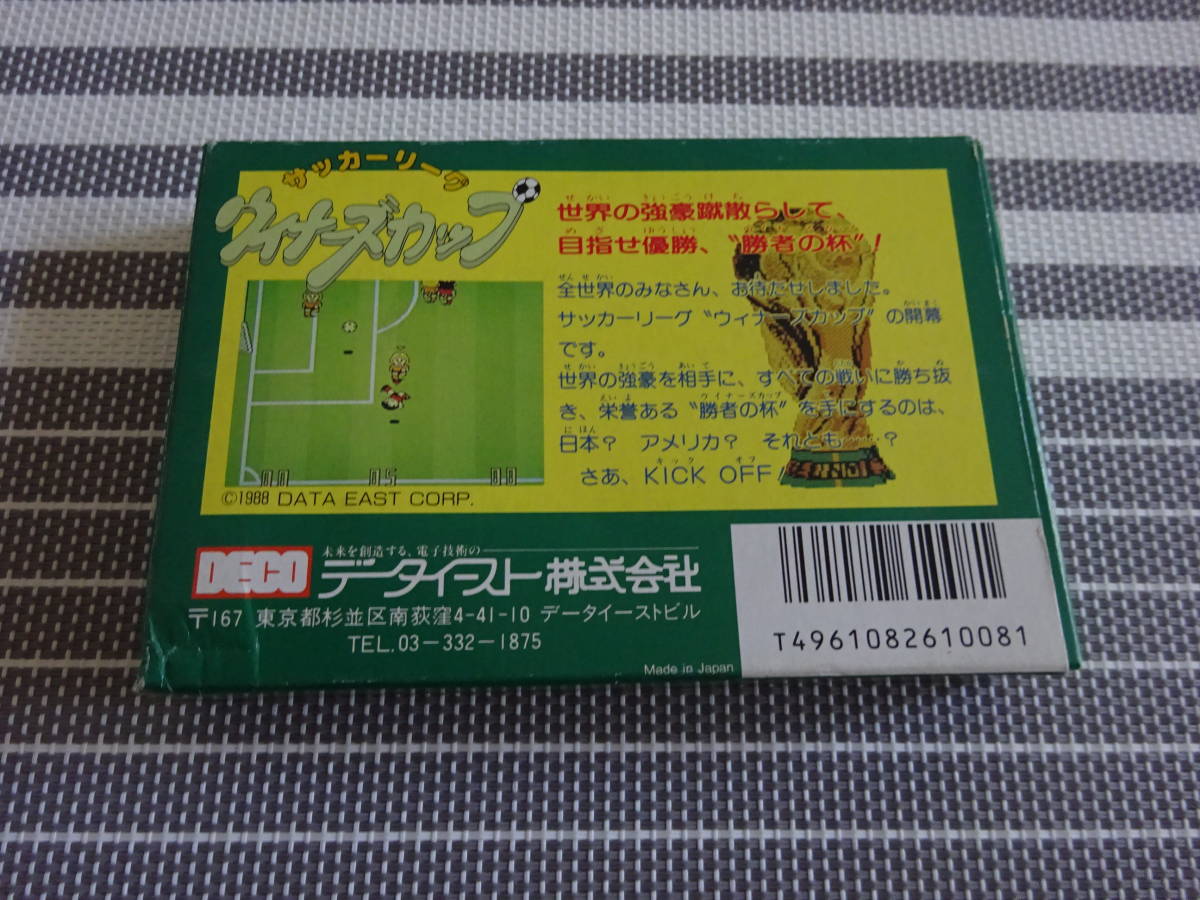 サッカーリーグ
ウィナーズカップ
世界の強豪蹴散らして、
目指せ優勝、“勝者の杯”!
全世界のみなさん、お待たせしました。
サッカーリーグ“ウィナーズカップ”の開幕
です。
世界の強豪を相手に、すべての戦いに勝ち抜
き、栄誉ある“勝者の杯”を手にするのは、
日本? アメリカ? それとも……?
さあ、KICK OFF!
©1988 DATA EAST CORP.
DECO
未来を創造する、電子技術の
データイースト株式会社
〒167 東京都杉並区南荻窪4-41-10 データイーストビル
TEL.03-332-1875
Made in Japan
T4961082610081